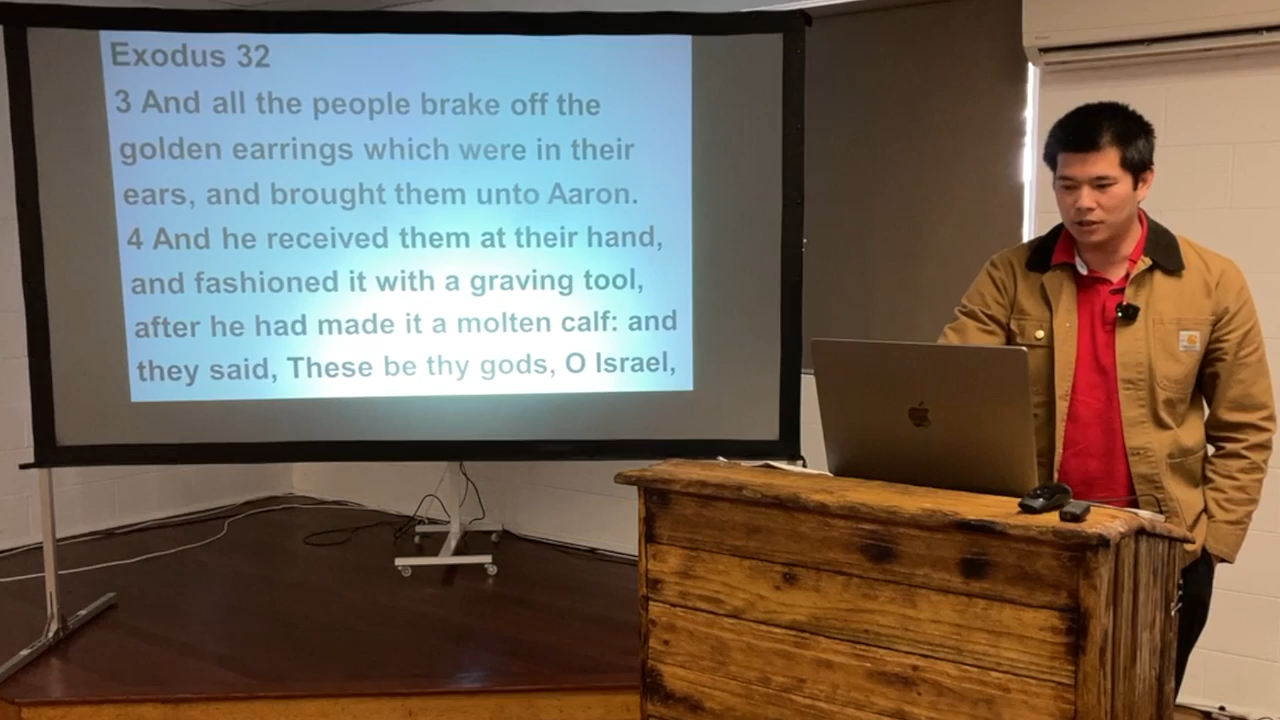 Exodus 32
3 And all the people brake off the
golden earrings which were in their
ears, and brought them unto Aaron.
4 And he received them at their hand,
and fashioned it with a graving tool,
after he had made it a molten calf: and
they said, These be thy gods, O Israel,